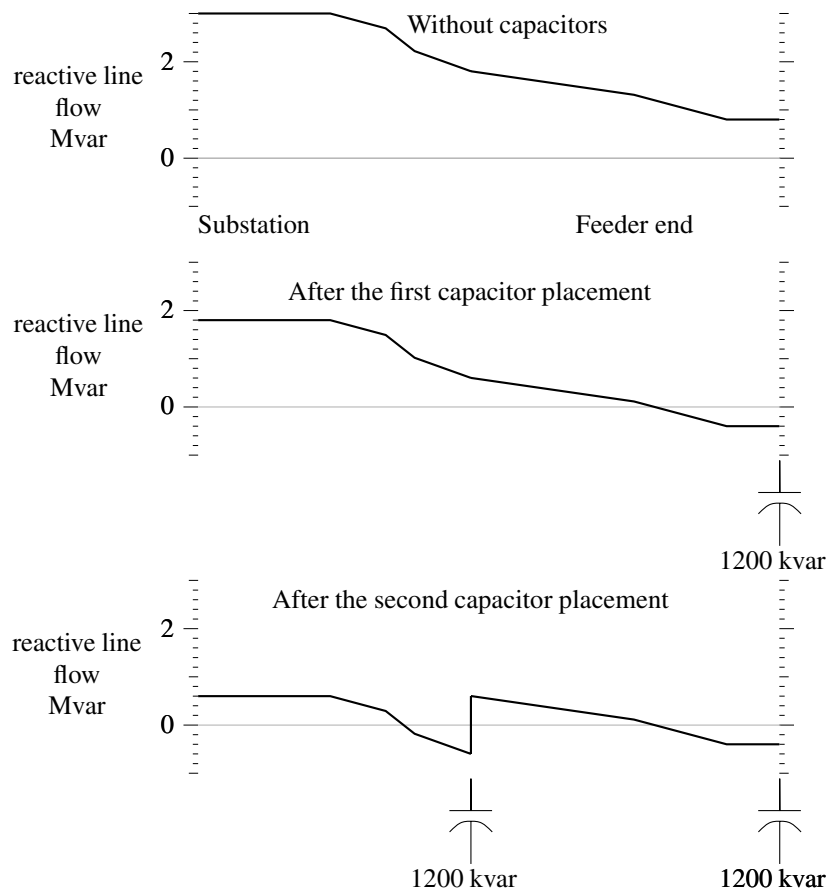 Without capacitors
2
reactive line
flow
Mvar
0
Substation
Feeder end
After the first capacitor placement
2
reactive line
flow
Mvar
0
1200 kvar
After the second capacitor placement
2
reactive line
flow
Mvar
0
1200 kvar
1200 kvar